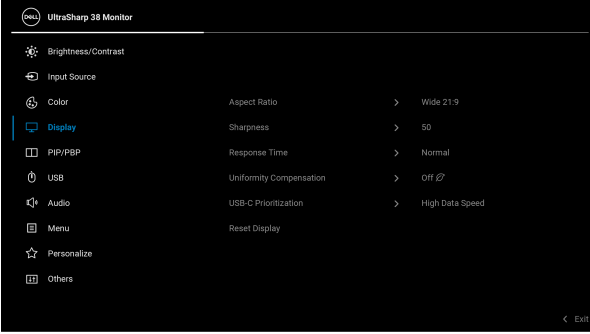 DELL UltraSharp 38 Monitor
Brightness/Contrast
Input Source
Color Aspect Ratio > Wide 21:9
Display Sharpness > 50
PIP/PBP Response Time > Normal
USB Uniformity Compensation > Off
Audio USB-C Prioritization > High Data Speed
Menu Reset Display
Personalize
Others
< Exit